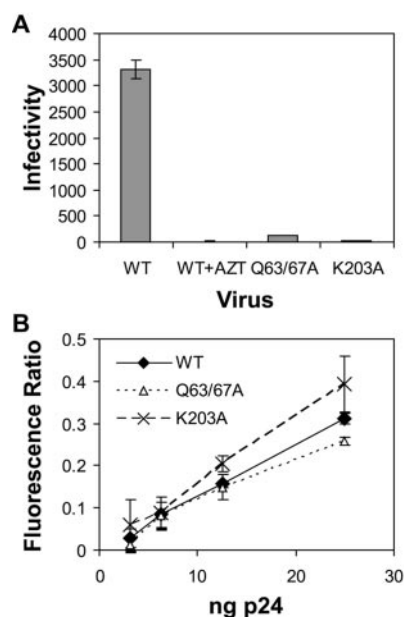 A
Infectivity
4000
3500
3000
2500
2000
1500
1000
500
0
WT WT+AZT Q63/67A K203A
Virus
B
Fluorescence Ratio
0.5
0.4
0.3
0.2
0.1
0
WT
Q63/67A
K203A
0 10 20 30
ng p24